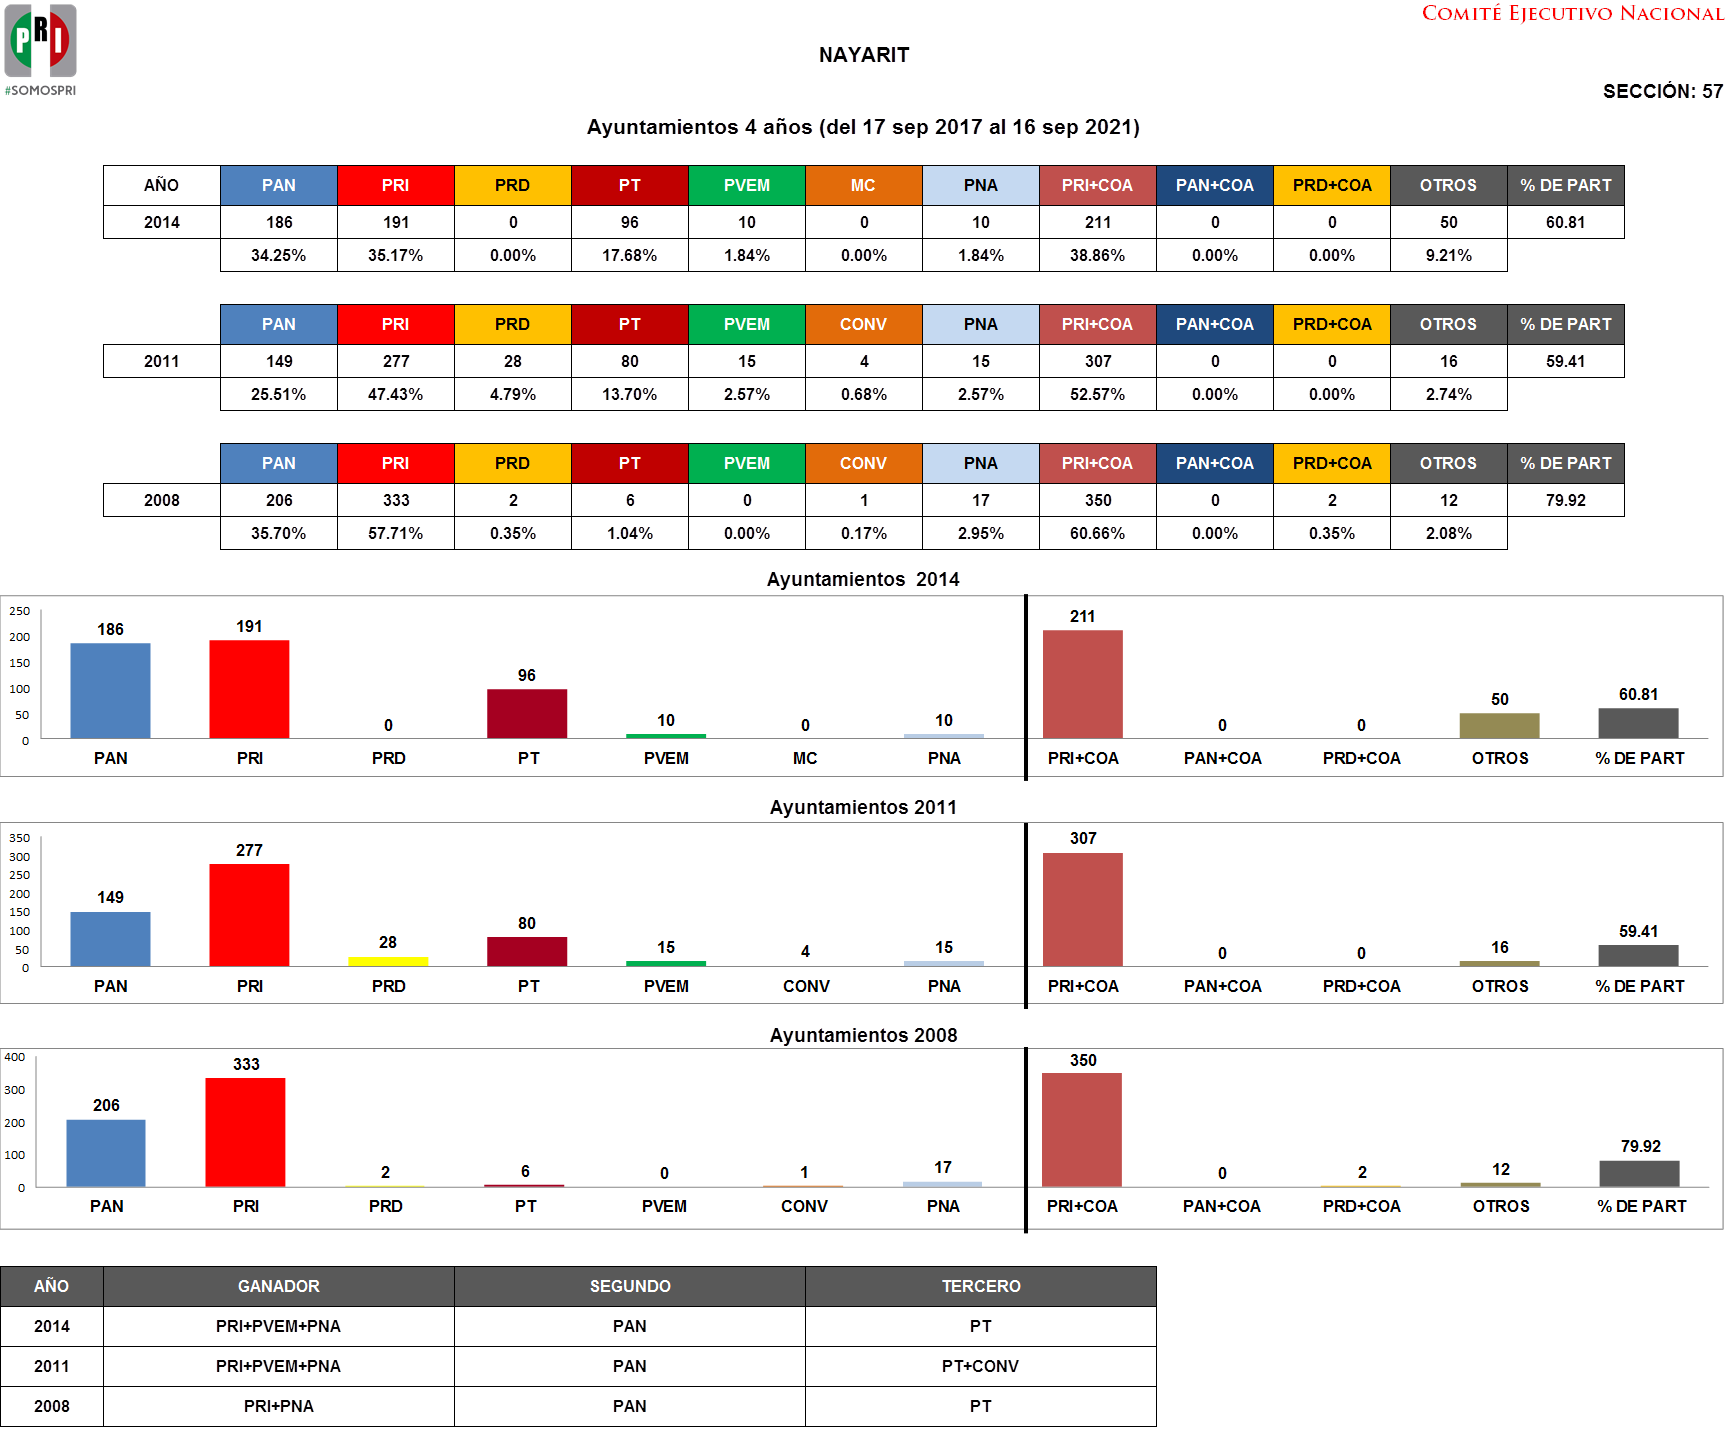 PRI
#SOMOSPRI
COMITÉ EJECUTIVO NACIONAL
NAYARIT
SECCIÓN: 57
Ayuntamientos 4 años (del 17 sep 2017 al 16 sep 2021)
AÑO PAN PRI PRD PT PVEM MC PNA PRI+COA PAN+COA PRD+COA OTROS % DE PART
2014 186 191 0 96 10 0 10 211 0 0 50 60.81
34.25% 35.17% 0.00% 17.68% 1.84% 0.00% 1.84% 38.86% 0.00% 0.00% 9.21%
PAN PRI PRD PT PVEM CONV PNA PRI+COA PAN+COA PRD+COA OTROS % DE PART
2011 149 277 28 80 15 4 15 307 0 0 16 59.41
25.51% 47.43% 4.79% 13.70% 2.57% 0.68% 2.57% 52.57% 0.00% 0.00% 2.74%
PAN PRI PRD PT PVEM CONV PNA PRI+COA PAN+COA PRD+COA OTROS % DE PART
2008 206 333 2 6 0 1 17 350 0 2 12 79.92
35.70% 57.71% 0.35% 1.04% 0.00% 0.17% 2.95% 60.66% 0.00% 0.35% 2.08%
Ayuntamientos 2014
250
200
150
100
50
0
186 191 0 96 10 0 10 211 0 0 50 60.81
PAN PRI PRD PT PVEM MC PNA PRI+COA PAN+COA PRD+COA OTROS % DE PART
Ayuntamientos 2011
350
300
250
200
150
100
50
0
149 277 28 80 15 4 15 307 0 0 16 59.41
PAN PRI PRD PT PVEM CONV PNA PRI+COA PAN+COA PRD+COA OTROS % DE PART
Ayuntamientos 2008
400
300
200
100
0
206 333 2 6 0 1 17 350 0 2 12 79.92
PAN PRI PRD PT PVEM CONV PNA PRI+COA PAN+COA PRD+COA OTROS % DE PART
AÑO GANADOR SEGUNDO TERCERO
2014 PRI+PVEM+PNA PAN PT
2011 PRI+PVEM+PNA PAN PT+CONV
2008 PRI+PNA PAN PT